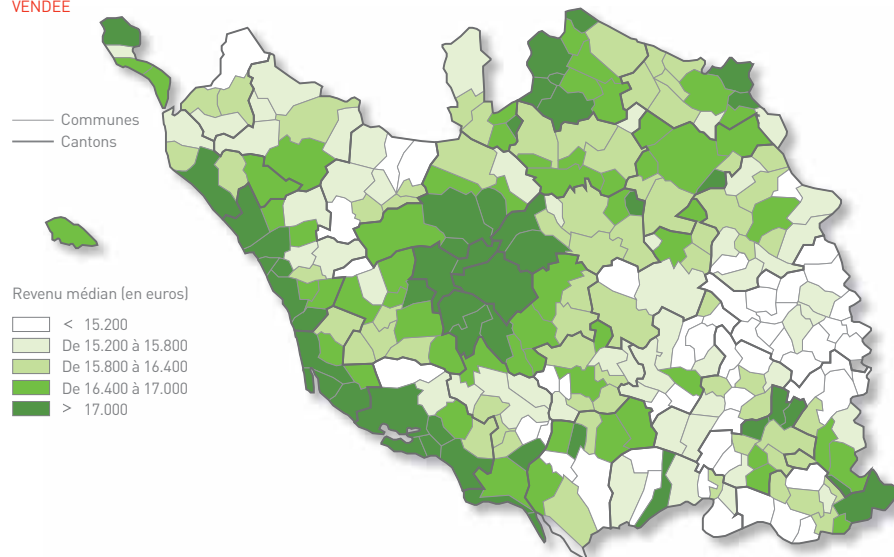 VENDEE
Communes
Cantons
Revenu médian (en euros)
< 15.200
De 15.200 à 15.800
De 15.800 à 16.400
De 16.400 à 17.000
> 17.000